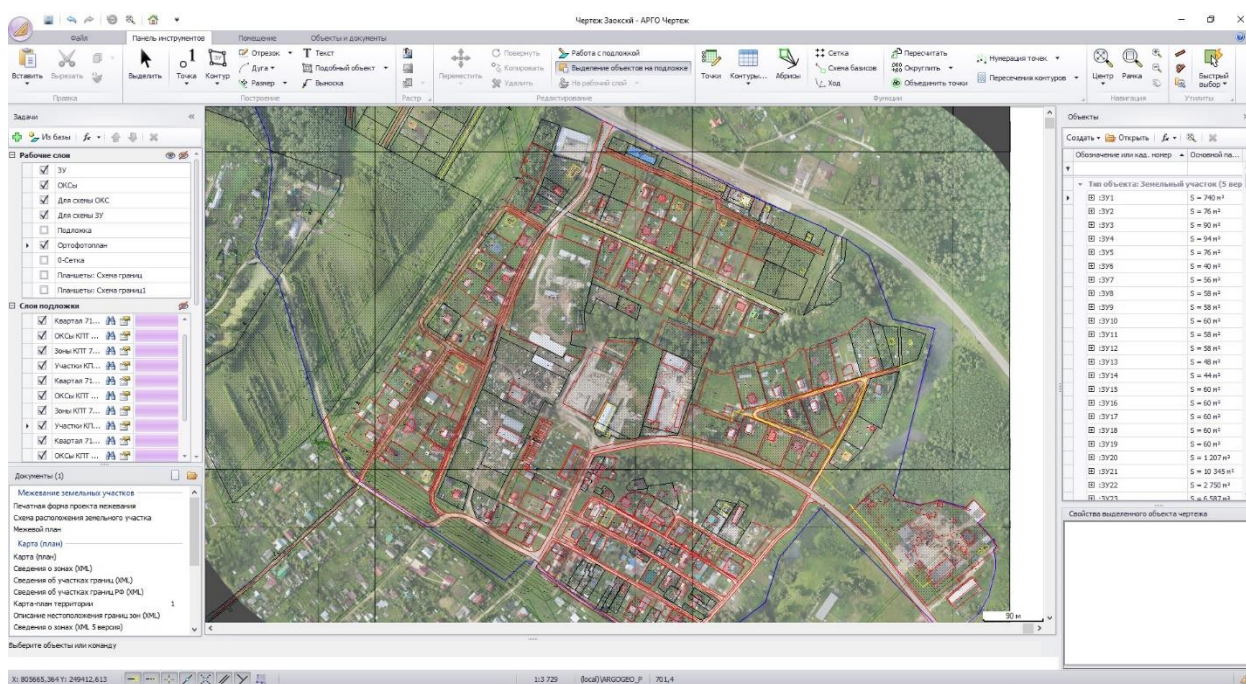 Чертеж Заокский - АРГО Чертеж
Файл Панель инструментов Помещение Объекты и документы
Отрезок Текст Повернуть Работа с подложкой Сетка Пересчитать Нумерация точек
Вставить Вырезать Выделить Точка Контур Дуга Подобный объект Переместить Копировать Выделение объектов на подложке Точки Контуры... Абрисы Схема базисов Округлить Пересечения контуров Центр Рамка Быстрый выбор
Размер Выноска Удалить На рабочий слой Ход Объединить точки
Правка Построение Растр Редактирование Функции Навигация Утилиты
Задачи
Из базы
Рабочие слои
ЗУ
ОКСы
Для схемы ОКС
Для схемы ЗУ
Подложка
Ортофотоплан
0-Сетка
Планшеты: Схема границ
Планшеты: Схема границ1
Слои подложки
Квартал 71...
ОКСы КПТ ...
Зоны КПТ 7...
Участки КП...
Квартал 71...
ОКСы КПТ ...
Зоны КПТ 7...
Участки КП...
Квартал 71...
ОКСы КПТ ...
Документы (1)
Межевание земельных участков
Печатная форма проекта межевания
Схема расположения земельного участка
Межевой план
Карта (план)
Карта (план)
Сведения о зонах (XML)
Сведения об участках границ (XML)
Сведения об участках границ РФ (XML)
Карта-план территории 1
Описание местоположения границ зон (XML)
Сведения о зонах (XML 5 версия)
90 м
Объекты
Создать Открыть
Обозначение или кад. номер Основной па...
Тип объекта: Земельный участок (5 вер
:ЗУ1 S = 740 м²
:ЗУ2 S = 76 м²
:ЗУ3 S = 90 м²
:ЗУ4 S = 94 м²
:ЗУ5 S = 76 м²
:ЗУ6 S = 40 м²
:ЗУ7 S = 56 м²
:ЗУ8 S = 58 м²
:ЗУ9 S = 58 м²
:ЗУ10 S = 60 м²
:ЗУ11 S = 58 м²
:ЗУ12 S = 58 м²
:ЗУ13 S = 48 м²
:ЗУ14 S = 44 м²
:ЗУ15 S = 60 м²
:ЗУ16 S = 60 м²
:ЗУ17 S = 60 м²
:ЗУ18 S = 60 м²
:ЗУ19 S = 60 м²
:ЗУ20 S = 1 207 м²
:ЗУ21 S = 10 345 м²
:ЗУ22 S = 2 750 м²
:ЗУ23 S = 6 587 м²
Свойства выделенного объекта чертежа
Выберите объекты или команду
X: 805665,364 Y: 249412,613 1:3 729 (local)\ARGOGEO_P 701,4